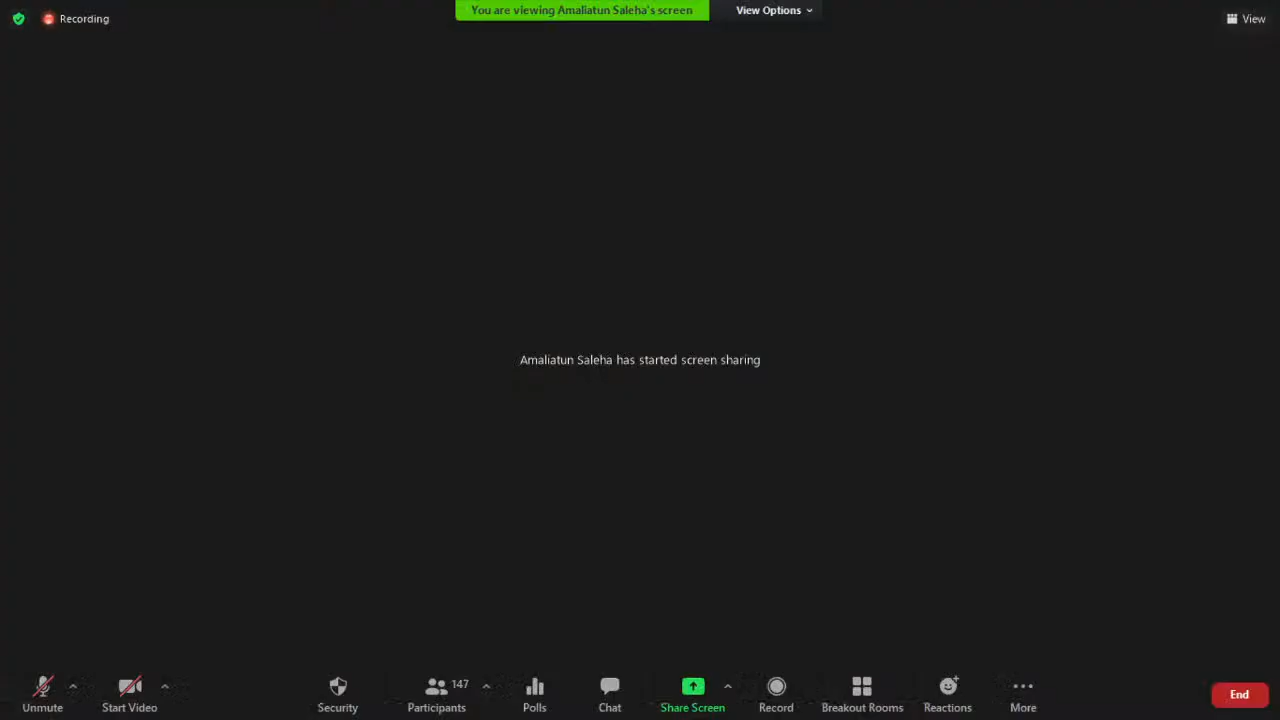 Recording
You are viewing Amaliatun Saleha's screen
View Options
View
Amaliatun Saleha has started screen sharing
Unmute
Start Video
Security
Participants
147
Polls
Chat
Share Screen
Record
Breakout Rooms
Reactions
More
End